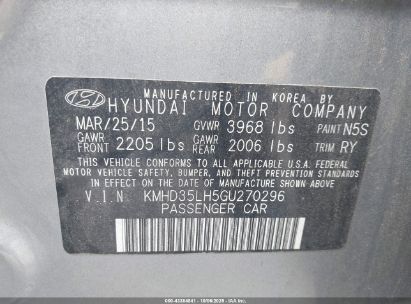 MANUFACTURED IN KOREA BY
HYUNDAI MOTOR COMPANY
MAR/25/15 GVWR 3968 lbs PAINT N5S
GAWR FRONT 2205 lbs GAWR REAR 2006 lbs TRIM RY
THIS VEHICLE CONFORMS TO ALL APPLICABLE U.S.A. FEDERAL
MOTOR VEHICLE SAFETY, BUMPER, AND THEFT PREVENTION
STANDARDS IN EFFECT ON THE DATE OF MANUFACTURE
SHOWN ABOVE.
V.I.N KMHD35LH5GU270296
PASSENGER CAR